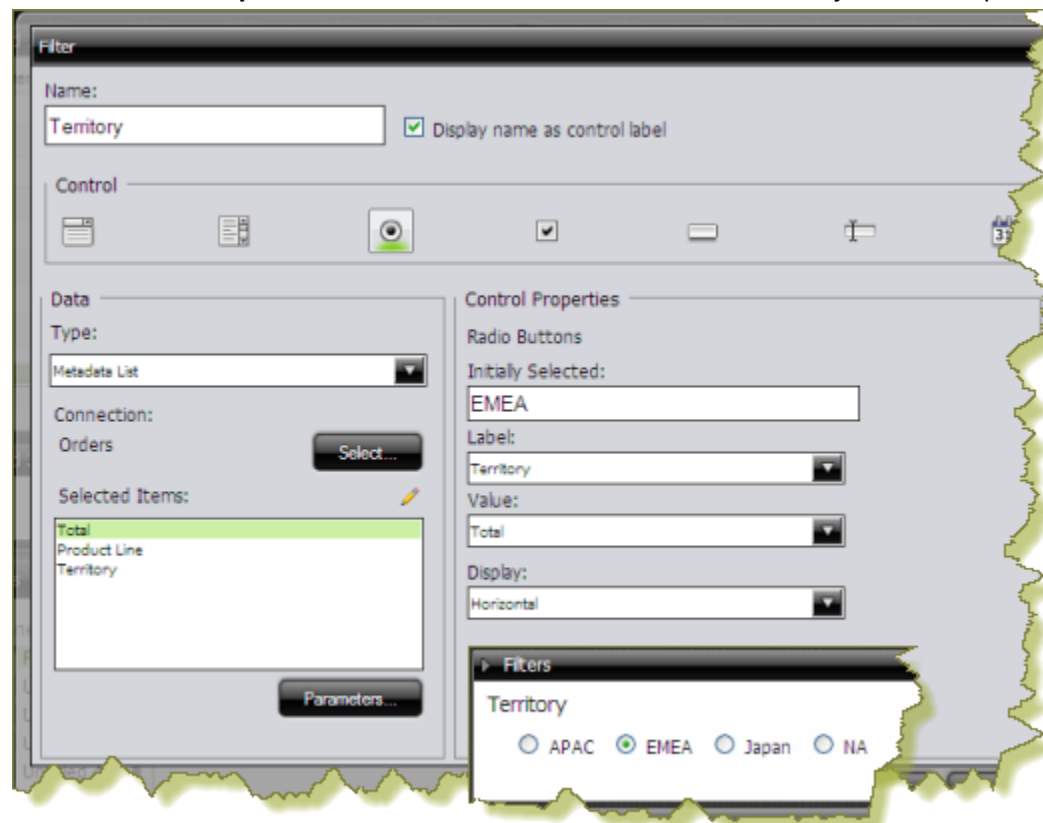 Filter
Name:
Territory
Display name as control label
Control
31
Data
Type:
Metadata List
Connection:
Orders
Select...
Selected Items:
Total
Product Line
Territory
Parameters...
Control Properties
Radio Buttons
Initially Selected:
EMEA
Label:
Territory
Value:
Total
Display:
Horizontal
Filters
Territory
APAC EMEA Japan NA